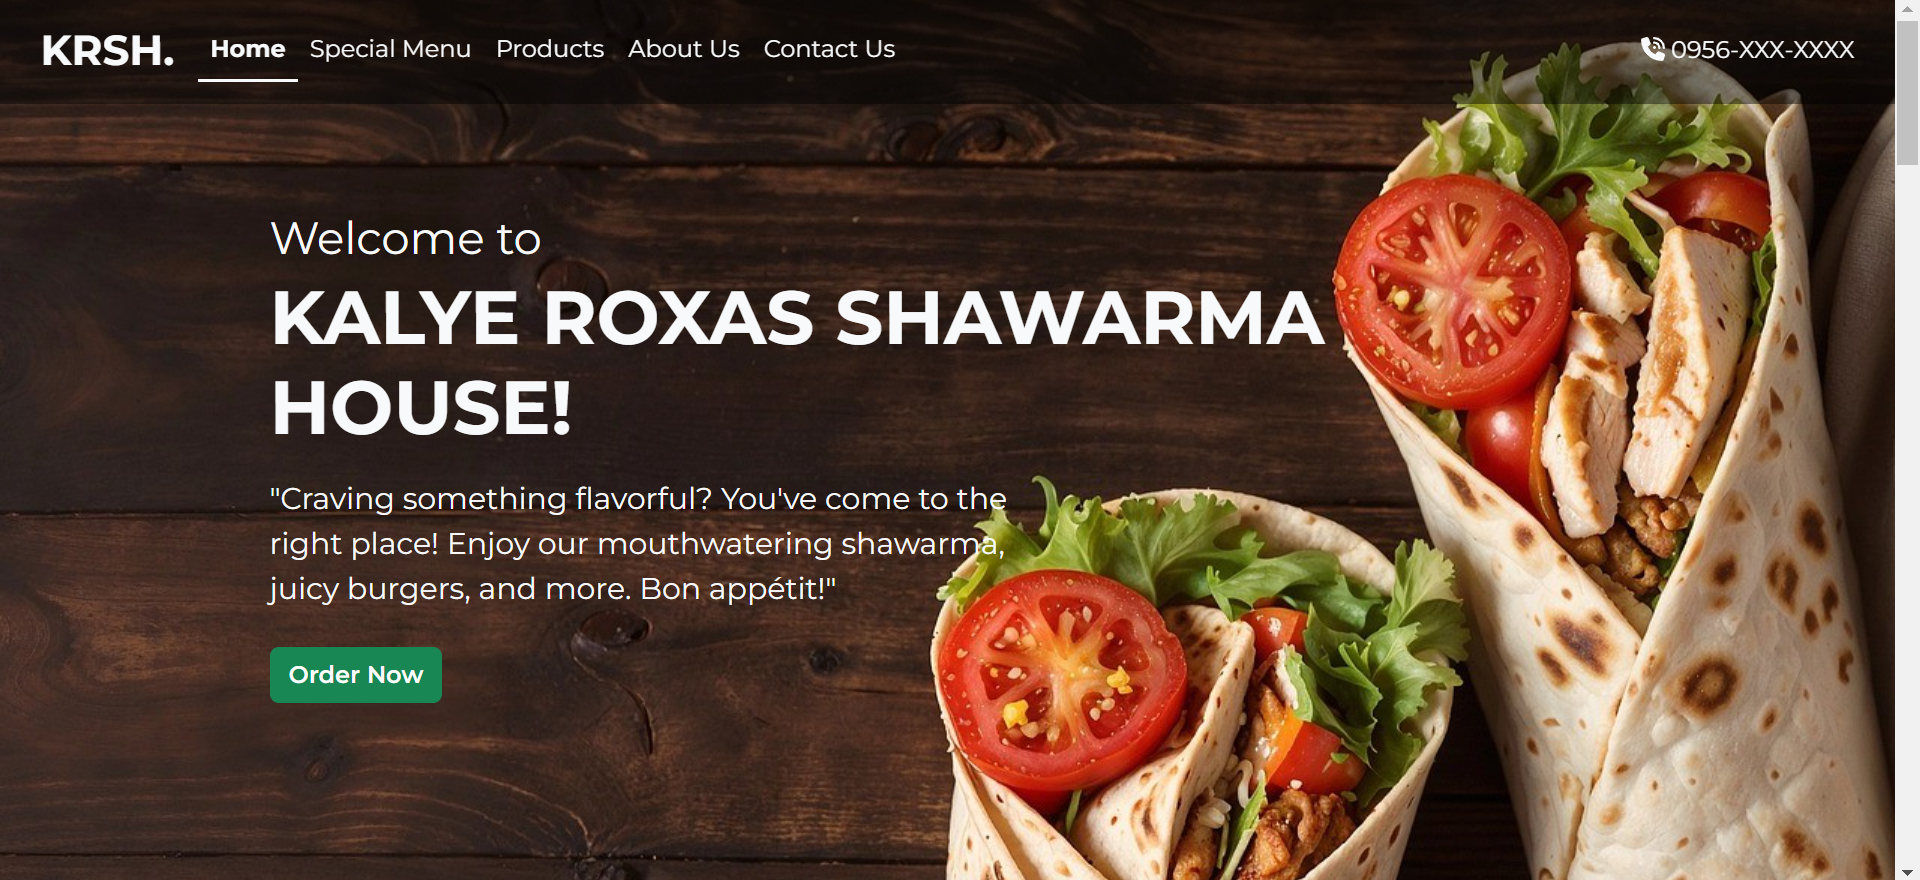 KRSH. Home Special Menu Products About Us Contact Us 0956-XXX-XXXX
Welcome to
KALYE ROXAS SHAWARMA
HOUSE!
"Craving something flavorful? You've come to the
right place! Enjoy our mouthwatering shawarma,
juicy burgers, and more. Bon appétit!"
Order Now